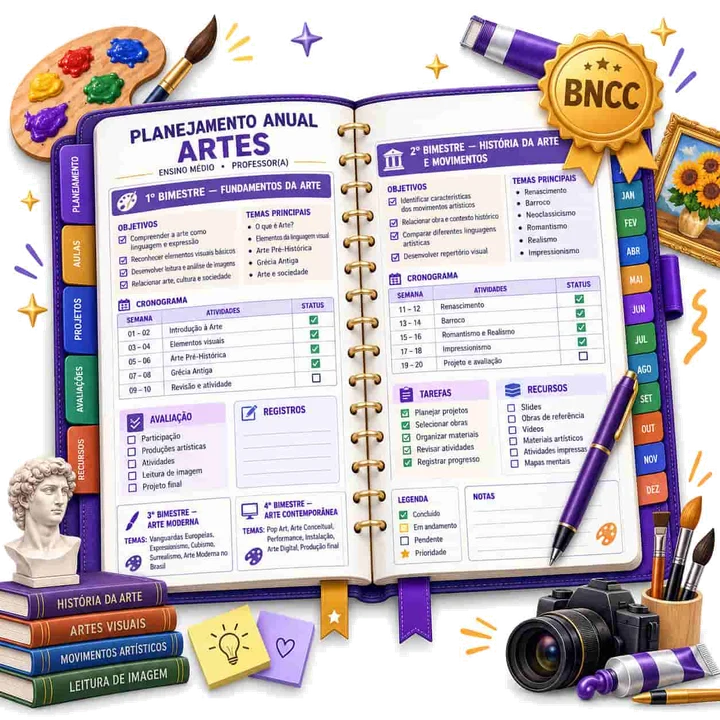 BNCC
PLANEJAMENTO ANUAL
ARTES
ENSINO MÉDIO • PROFESSOR(A)
PLANEJAMENTO
AULAS
PROJETOS
AVALIAÇÕES
RECURSOS
1º BIMESTRE — FUNDAMENTOS DA ARTE
OBJETIVOS
Compreender a arte como
linguagem e expressão
Reconhecer elementos visuais básicos
Desenvolver leitura e análise de imagens
Relacionar arte, cultura e sociedade
TEMAS PRINCIPAIS
• O que é Arte?
• Elementos da linguagem visual
• Arte Pré-Histórica
• Grécia Antiga
• Arte e sociedade
CRONOGRAMA
SEMANA ATIVIDADES STATUS
01 – 02 Introdução à Arte
03 – 04 Elementos visuais
05 – 06 Arte Pré-Histórica
07 – 08 Grécia Antiga
09 – 10 Revisão e atividade
AVALIAÇÃO
Participação
Produções artísticas
Atividades
Leitura de imagem
Projeto final
REGISTROS
3º BIMESTRE —
ARTE MODERNA
TEMAS: Vanguardas Europeias,
Expressionismo, Cubismo,
Surrealismo, Arte Moderna no
Brasil
4º BIMESTRE —
ARTE CONTEMPORÂNEA
TEMAS: Pop Art, Arte Conceitual,
Performance, Instalação,
Arte Digital, Produção final
2º BIMESTRE — HISTÓRIA DA ARTE
E MOVIMENTOS
OBJETIVOS
Identificar características
dos movimentos artísticos
Relacionar obra e contexto histórico
Comparar diferentes linguagens
artísticas
Desenvolver repertório visual
TEMAS PRINCIPAIS
• Renascimento
• Barroco
• Neoclassicismo
• Romantismo
• Realismo
• Impressionismo
CRONOGRAMA
SEMANA ATIVIDADES STATUS
11 – 12 Renascimento
13 – 14 Barroco
15 – 16 Romantismo e Realismo
17 – 18 Impressionismo
19 – 20 Projeto e avaliação
TAREFAS
Planejar projetos
Selecionar obras
Organizar materiais
Revisar atividades
Registrar progresso
RECURSOS
Slides
Obras de referência
Vídeos
Materiais artísticos
Atividades impressas
Mapas mentais
LEGENDA
Concluído
Em andamento
Pendente
Prioridade
NOTAS
JAN
FEV
ABR
MAI
JUN
JUL
AGO
SET
OUT
NOV
DEZ
HISTÓRIA DA ARTE
ARTES VISUAIS
MOVIMENTOS ARTÍSTICOS
LEITURA DE IMAGEM